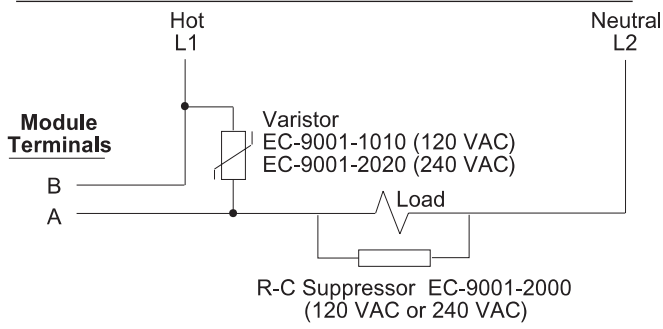 Hot
L1
Neutral
L2
Module
Terminals
Varistor
EC-9001-1010 (120 VAC)
EC-9001-2020 (240 VAC)
B
A
Load
R-C Suppressor EC-9001-2000
(120 VAC or 240 VAC)